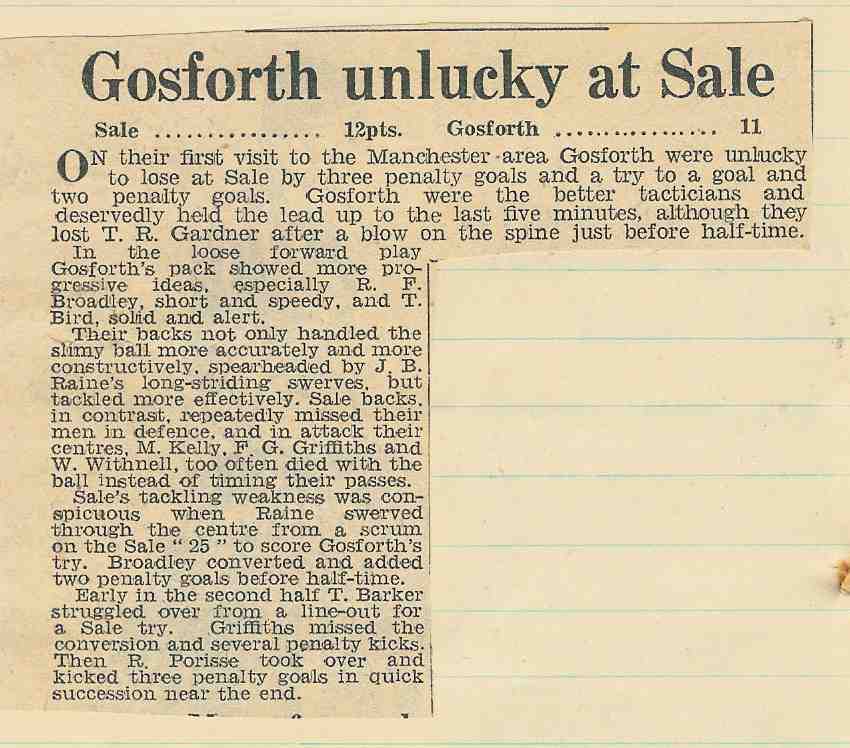 Gosforth unlucky at Sale
Sale ................ 12pts. Gosforth ................ 11
ON their first visit to the Manchester area Gosforth were unlucky
to lose at Sale by three penalty goals and a try to a goal and
two penalty goals. Gosforth were the better tacticians and
deservedly held the lead up to the last five minutes, although they
lost T. R. Gardner after a blow on the spine just before half-time.
In the loose forward play
Gosforth's pack showed more pro-
gressive ideas, especially R. F.
Broadley, short and speedy, and T.
Bird, solid and alert.
Their backs not only handled the
slimy ball more accurately and more
constructively, spearheaded by J. B.
Raine's long-striding swerves, but
tackled more effectively. Sale backs,
in contrast, repeatedly missed their
men in defence, and in attack their
centres, M. Kelly, F. G. Griffiths and
W. Withnell, too often died with the
ball instead of timing their passes.
Sale's tackling weakness was con-
spicuous when Raine swerved
through the centre from a scrum
on the Sale " 25 " to score Gosforth's
try. Broadley converted and added
two penalty goals before half-time.
Early in the second half T. Barker
struggled over from a line-out for
a Sale try. Griffiths missed the
conversion and several penalty kicks.
Then R. Porisse took over and
kicked three penalty goals in quick
succession near the end.